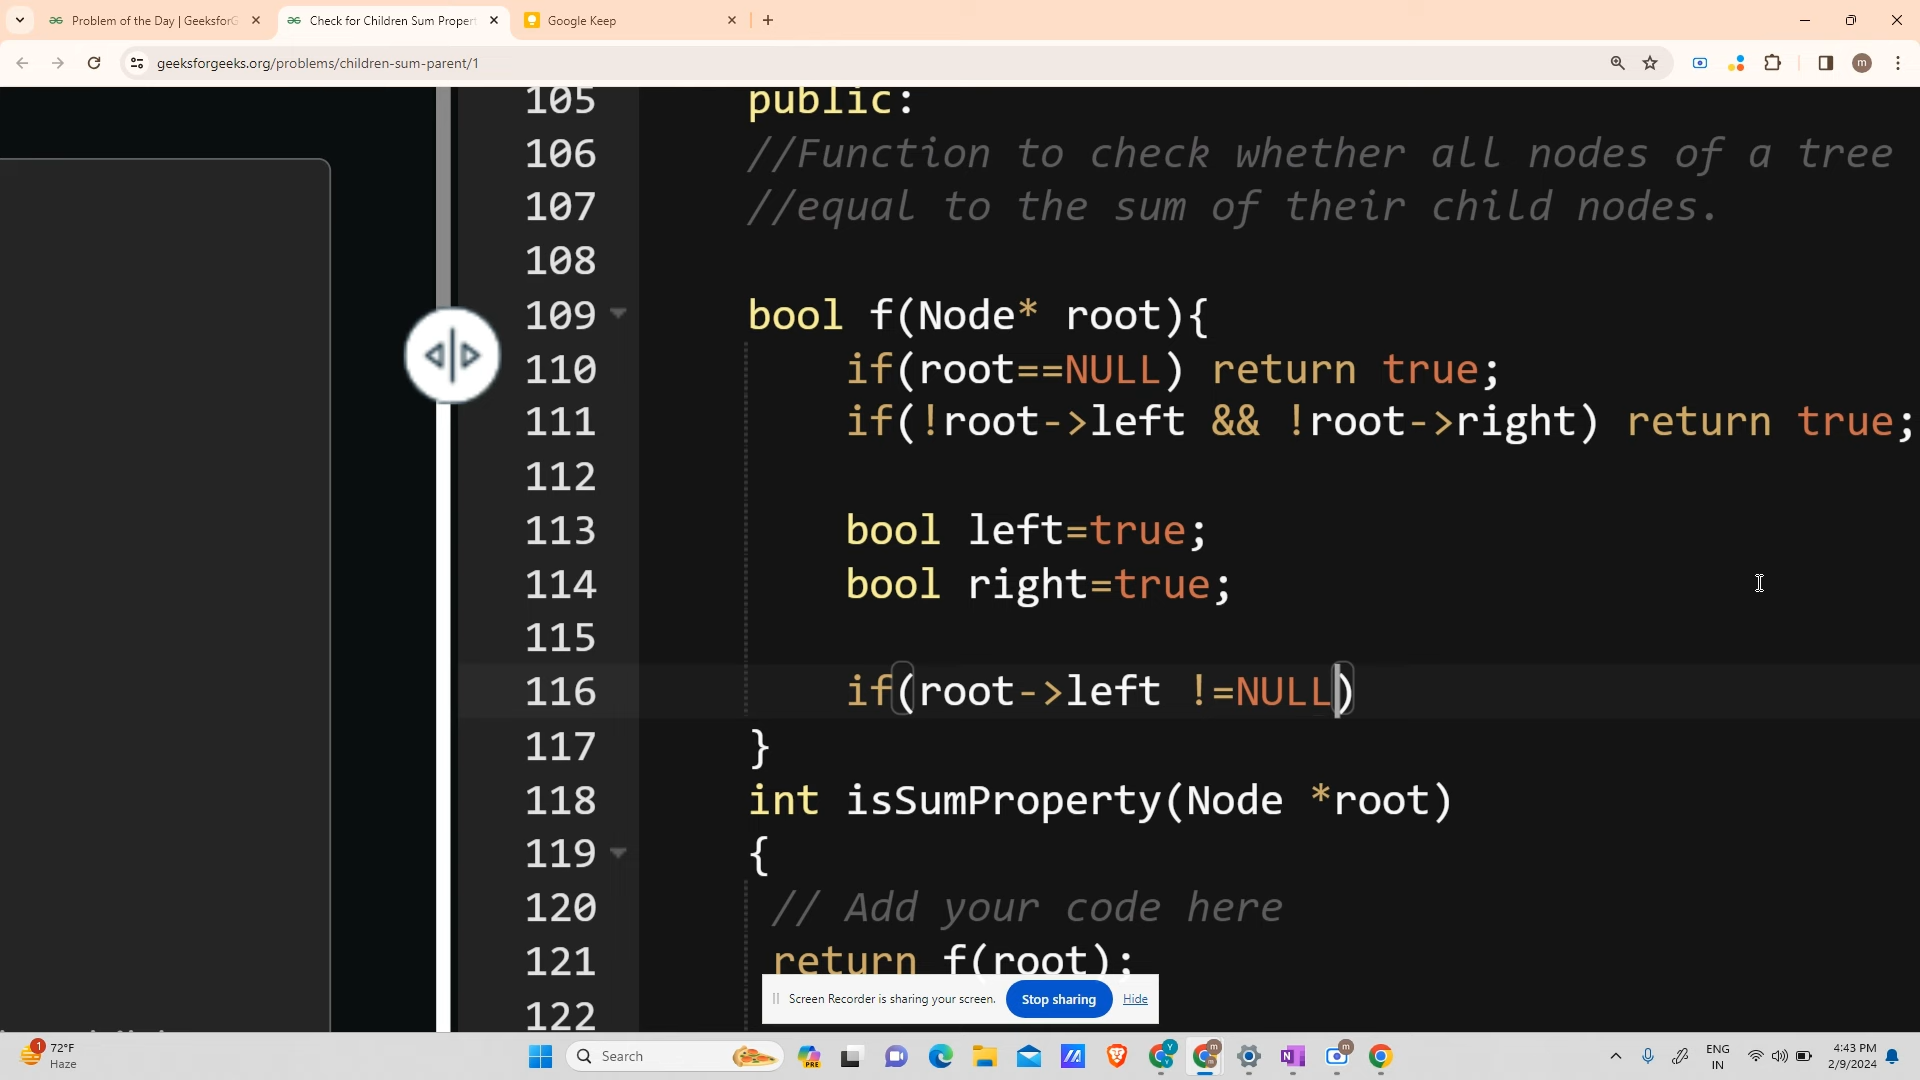 Problem of the Day | GeeksforG
Check for Children Sum Proper
Google Keep
geeksforgeeks.org/problems/children-sum-parent/1
m
105 public:
106 //Function to check whether all nodes of a tree
107 //equal to the sum of their child nodes.
108
109 bool f(Node* root){
110 if(root==NULL) return true;
111 if(!root->left && !root->right) return true;
112
113 bool left=true;
114 bool right=true;
115
116 if(root->left !=NULL)
117 }
118 int isSumProperty(Node *root)
119 {
120 // Add your code here
121 return f(root);
122
Screen Recorder is sharing your screen.
Stop sharing
Hide
1
72°F
Haze
Search
PRE
Y
m
m
ENG
IN
4:43 PM
2/9/2024